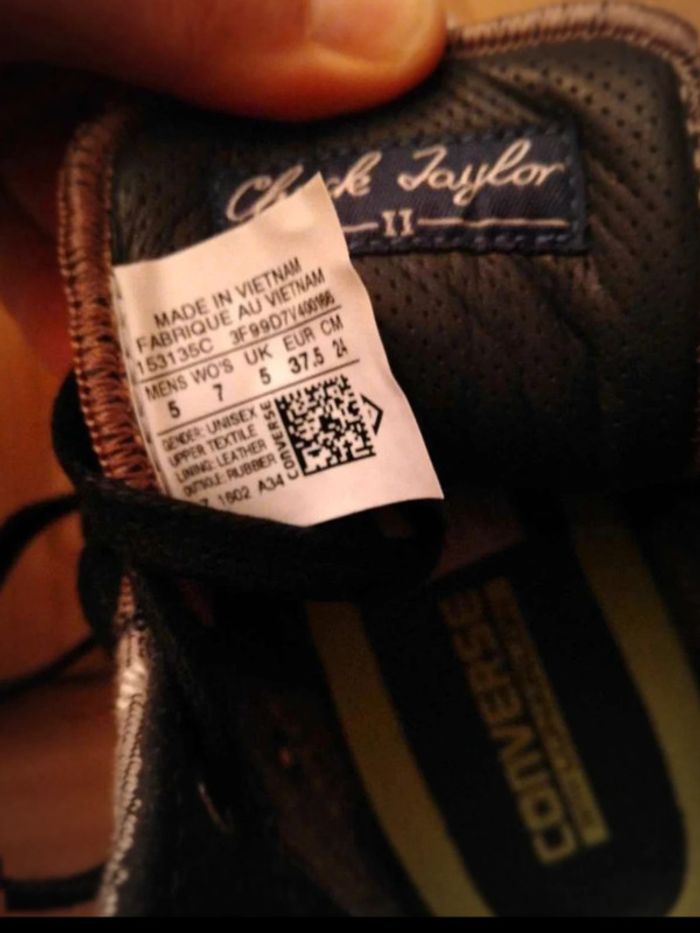 Chuck Taylor
II
MADE IN VIETNAM
FABRIQUE AU VIETNAM
153135C 3F99D7V400166
MENS WO'S UK EUR CM
5 7 5 37.5 24
GENDER: UNISEX
UPPER TEXTILE
LINING: LEATHER
OUTSOLE: RUBBER
1602 A34
CONVERSE
CONVERSE